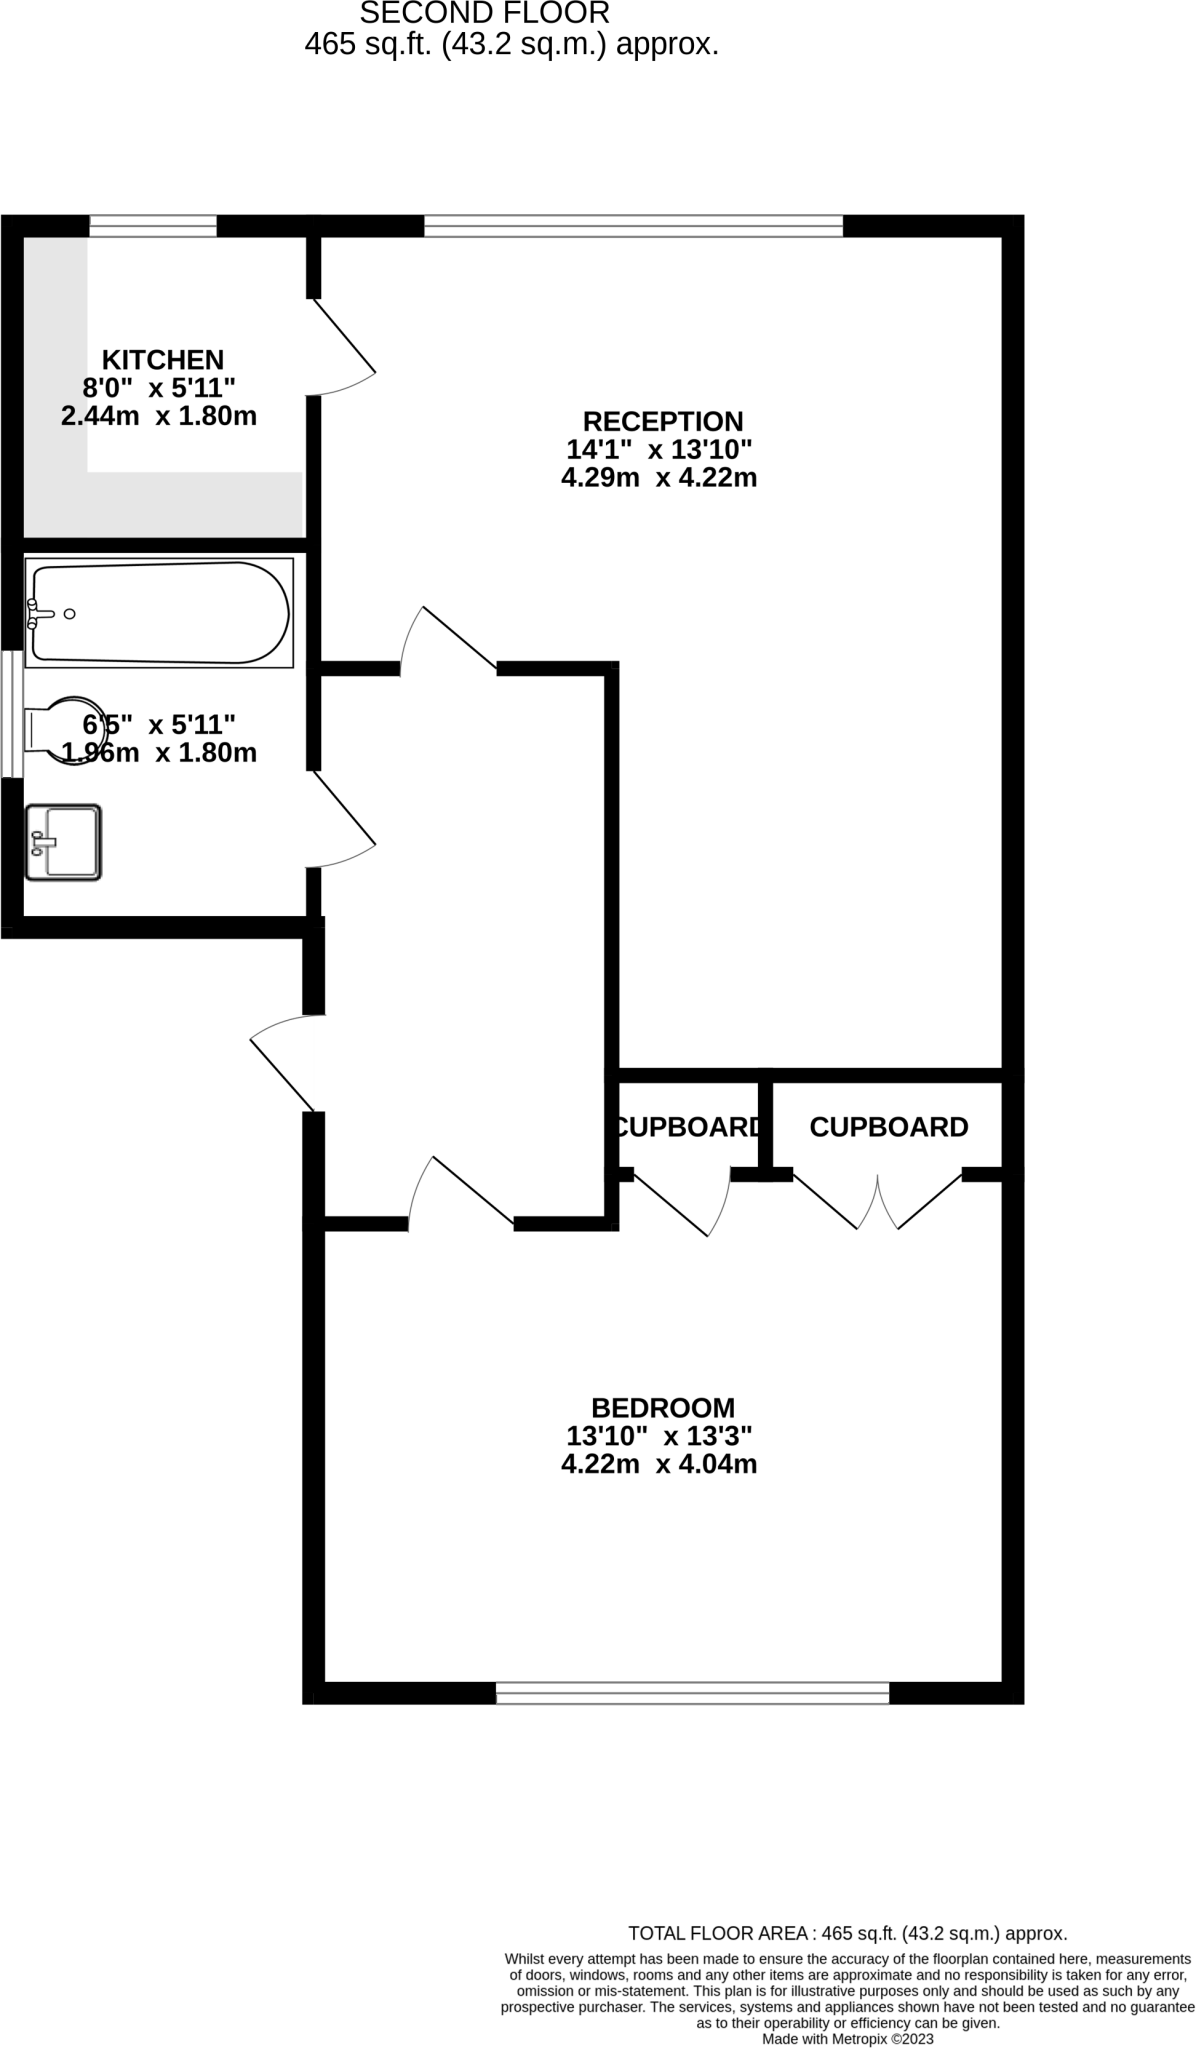 SECOND FLOOR
465 sq.ft. (43.2 sq.m.) approx.
KITCHEN
8'0"  x 5'11"
2.44m  x 1.80m
RECEPTION
14'1"  x 13'10"
4.29m  x 4.22m
6'5"  x 5'11"
1.96m  x 1.80m
CUPBOARD
CUPBOARD
BEDROOM
13'10"  x 13'3"
4.22m  x 4.04m
TOTAL FLOOR AREA : 465 sq.ft. (43.2 sq.m.) approx.
Whilst every attempt has been made to ensure the accuracy of the floorplan contained here, measurements
of doors, windows, rooms and any other items are approximate and no responsibility is taken for any error,
omission or mis-statement. This plan is for illustrative purposes only and should be used as such by any
prospective purchaser. The services, systems and appliances shown have not been tested and no guarantee
as to their operability or efficiency can be given.
Made with Metropix ©2023